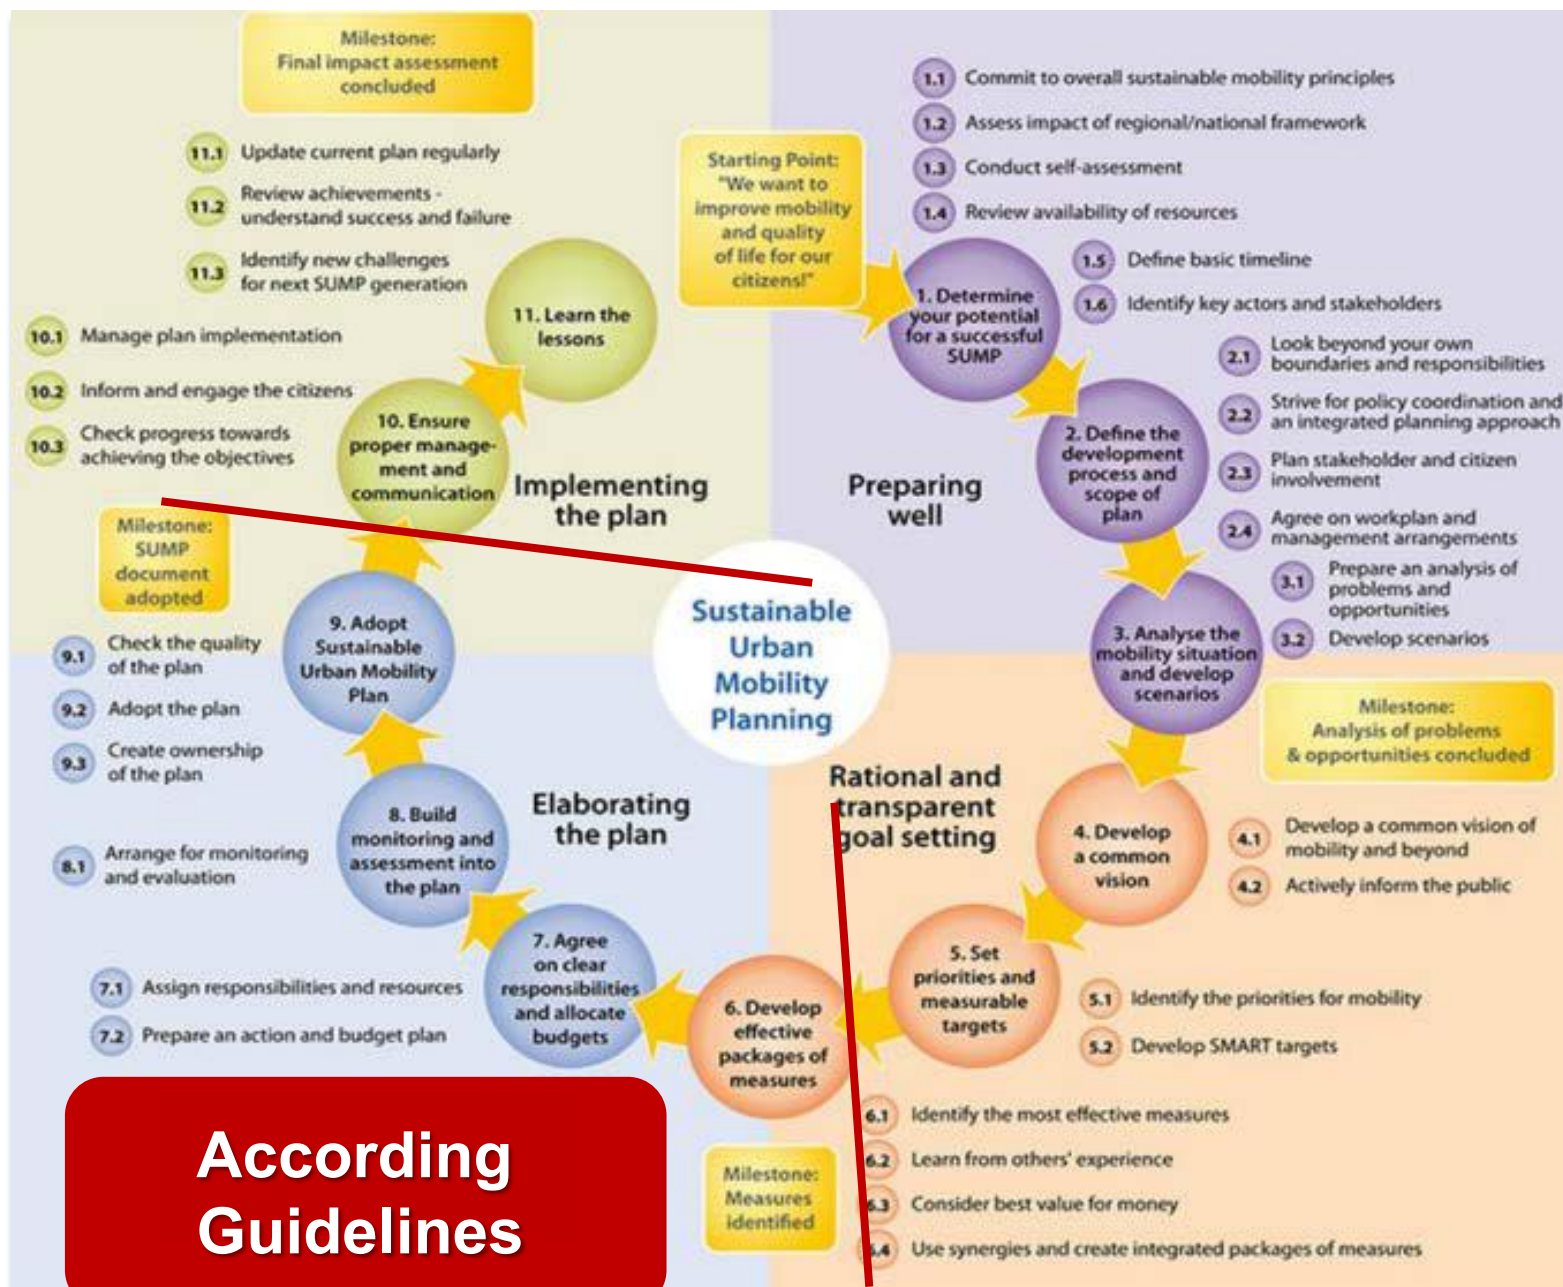 Milestone:
Final impact assessment
concluded
11.1 Update current plan regularly
11.2 Review achievements -
understand success and failure
11.3 Identify new challenges
for next SUMP generation
10.1 Manage plan implementation
10.2 Inform and engage the citizens
10.3 Check progress towards
achieving the objectives
11. Learn the
lessons
10. Ensure
proper manage-
ment and
communication
Implementing
the plan
Starting Point:
"We want to
improve mobility
and quality
of life for our
citizens!"
1.1 Commit to overall sustainable mobility principles
1.2 Assess impact of regional/national framework
1.3 Conduct self-assessment
1.4 Review availability of resources
1.5 Define basic timeline
1.6 Identify key actors and stakeholders
1. Determine
your potential
for a successful
SUMP
2.1 Look beyond your own
boundaries and responsibilities
2.2 Strive for policy coordination and
an integrated planning approach
2.3 Plan stakeholder and citizen
involvement
2.4 Agree on workplan and
management arrangements
2. Define the
development
process and
scope of
plan
Preparing
well
3.1 Prepare an analysis of
problems and
opportunities
3.2 Develop scenarios
3. Analyse the
mobility situation
and develop
scenarios
Milestone:
Analysis of problems
& opportunities concluded
Sustainable
Urban
Mobility
Planning
Rational and
transparent
goal setting
4. Develop
a common
vision
4.1 Develop a common vision of
mobility and beyond
4.2 Actively inform the public
5. Set
priorities and
measurable
targets
5.1 Identify the priorities for mobility
5.2 Develop SMART targets
6. Develop
effective
packages of
measures
6.1 Identify the most effective measures
6.2 Learn from others' experience
6.3 Consider best value for money
6.4 Use synergies and create integrated packages of measures
Milestone:
Measures
identified
Elaborating
the plan
7. Agree
on clear
responsibilities
and allocate
budgets
7.1 Assign responsibilities and resources
7.2 Prepare an action and budget plan
8. Build
monitoring and
assessment into
the plan
8.1 Arrange for monitoring
and evaluation
9. Adopt
Sustainable
Urban Mobility
Plan
9.1 Check the quality
of the plan
9.2 Adopt the plan
9.3 Create ownership
of the plan
Milestone:
SUMP
document
adopted
According
Guidelines